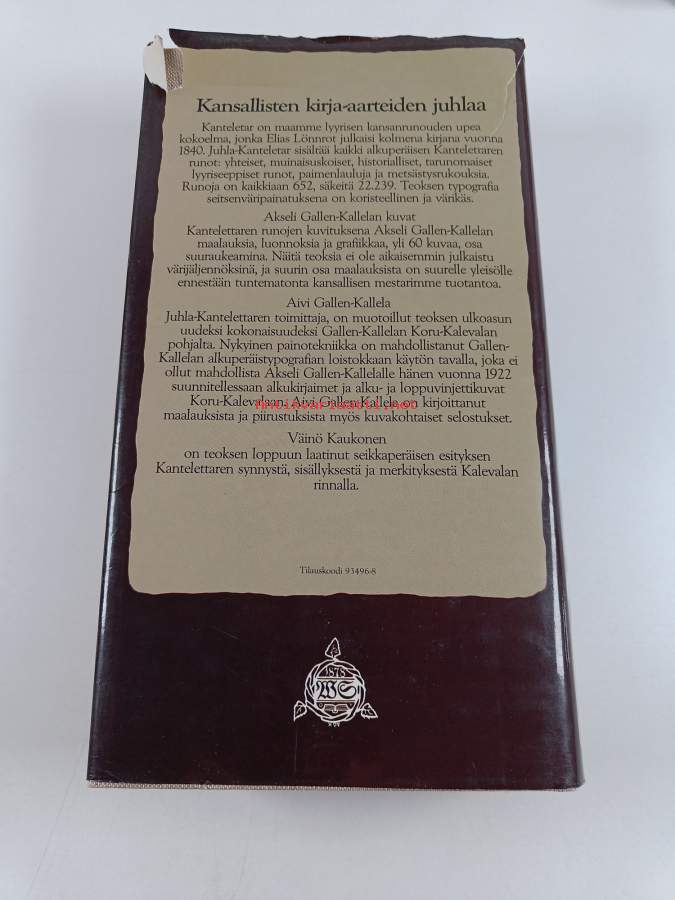 Kansallisten kirja-aarteiden juhlaa
Kanteletar on maamme lyyrisen kansanrunouden upea
kokoelma, jonka Elias Lönnrot julkaisi kolmena kirjana vuonna
1840. Juhla-Kanteletar sisältää kaikki alkuperäisen Kantelettaren
runot: yhteiset, muinaisuskoiset, historialliset, tarunomaiset
lyyriseeppiset runot, paimenlauluja ja metsästysrukouksia.
Runoja on kaikkiaan 652, säkeitä 22.239. Teoksen typografia
seitsenväripainatuksena on koristeellinen ja värikäs.
Akseli Gallen-Kallelan kuvat
Kantelettaren runojen kuvituksena Akseli Gallen-Kallelan
maalauksia, luonnoksia ja grafiikkaa, yli 60 kuvaa, osa
suuraukeamina. Näitä teoksia ei ole aikaisemmin julkaistu
värijäljennöksinä, ja suurin osa maalauksista on suurelle yleisölle
ennestään tuntematonta kansallisen mestarimme tuotantoa.
Aivi Gallen-Kallela
Juhla-Kantelettaren toimittaja, on muotoillut teoksen ulkoasun
uudeksi kokonaisuudeksi Gallen-Kallelan Koru-Kalevalan
pohjalta. Nykyinen painotekniikka on mahdollistanut Gallen-
Kallelan alkuperäistypografian loistokkaan käytön tavalla, joka ei
ollut mahdollista Akseli Gallen-Kallelalle hänen vuonna 1922
suunnitellessaan alkukirjaimet ja alku- ja loppuvinjettikuvat
Koru-Kalevalaan. Aivi Gallen-Kallela on kirjoittanut
maalauksista ja piirustuksista myös kuvakohtaiset selostukset.
Antikvariaatti.net
Väinö Kaukonen
on teoksen loppuun laatinut seikkaperäisen esityksen
Kantelettaren synnystä, sisällyksestä ja merkityksestä Kalevalan
rinnalla.
Tilauskoodi 93496-8
1878
WS